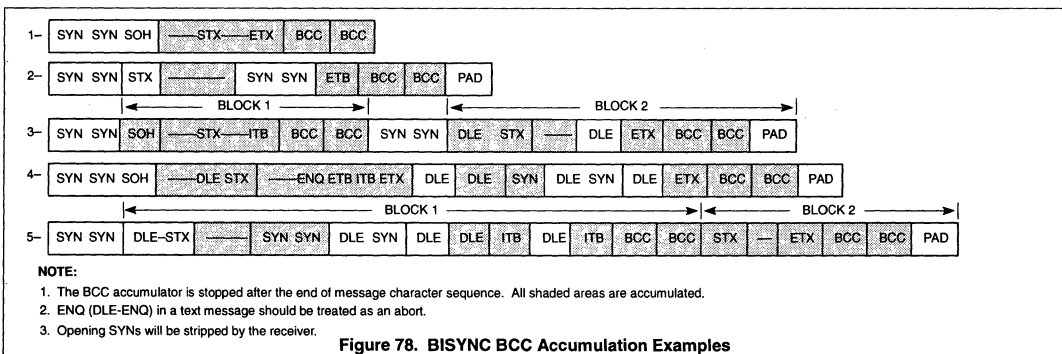 1– SYN SYN SOH ——STX——ETX BCC BCC
2– SYN SYN STX ——— SYN SYN ETB BCC BCC PAD
BLOCK 1 BLOCK 2
3– SYN SYN SOH ——STX——ITB BCC BCC SYN SYN DLE STX —— DLE ETX BCC BCC PAD
4– SYN SYN SOH ——DLE STX ——ENQ ETB ITB ETX DLE DLE SYN DLE SYN DLE ETX BCC BCC PAD
BLOCK 1 BLOCK 2
5– SYN SYN DLE–STX ——— SYN SYN DLE SYN DLE DLE ITB DLE ITB BCC BCC STX — ETX BCC BCC PAD
NOTE:
1. The BCC accumulator is stopped after the end of message character sequence. All shaded areas are accumulated.
2. ENQ (DLE-ENQ) in a text message should be treated as an abort.
3. Opening SYNs will be stripped by the receiver.
Figure 78. BISYNC BCC Accumulation Examples